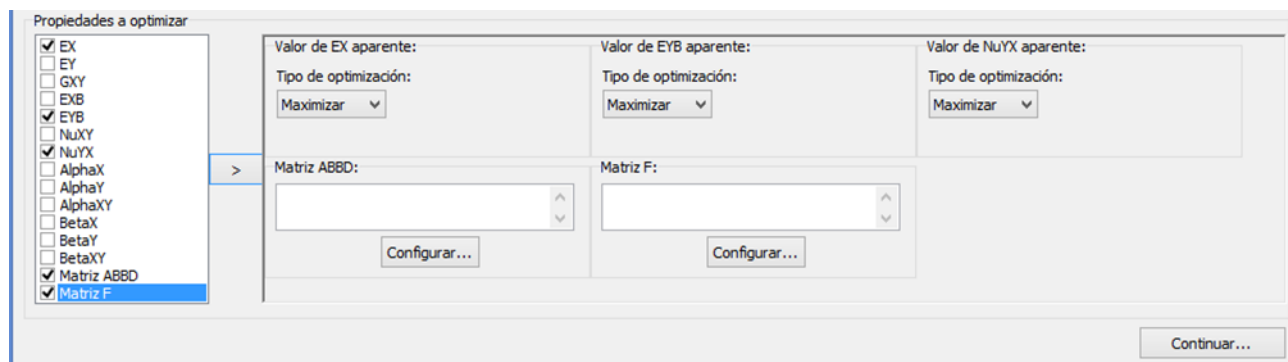 Propiedades a optimizar
EX
EY
GXY
EXB
EYB
NuXY
NuYX
AlphaX
AlphaY
AlphaXY
BetaX
BetaY
BetaXY
Matriz ABBD
Matriz F
>
Valor de EX aparente:
Tipo de optimización:
Maximizar
Valor de EYB aparente:
Tipo de optimización:
Maximizar
Valor de NuYX aparente:
Tipo de optimización:
Maximizar
Matriz ABBD:
Configurar...
Matriz F:
Configurar...
Continuar...